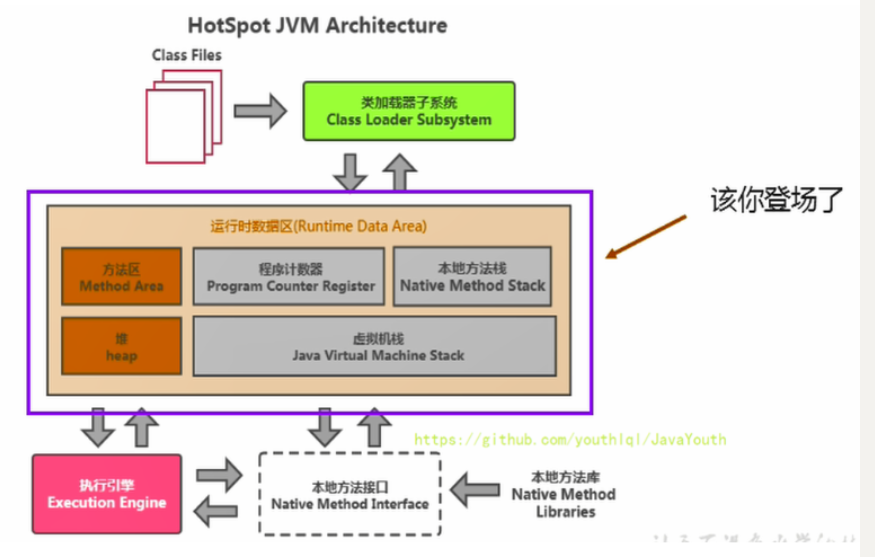 HotSpot JVM Architecture
Class Files
类加载器子系统
Class Loader Subsystem
该你登场了
运行时数据区(Runtime Data Area)
方法区
Method Area
程序计数器
Program Counter Register
本地方法栈
Native Method Stack
堆
heap
虚拟机栈
Java Virtual Machine Stack
https://github.com/youthlql/JavaYouth
执行引擎
Execution Engine
本地方法接口
Native Method Interface
本地方法库
Native Method
Libraries